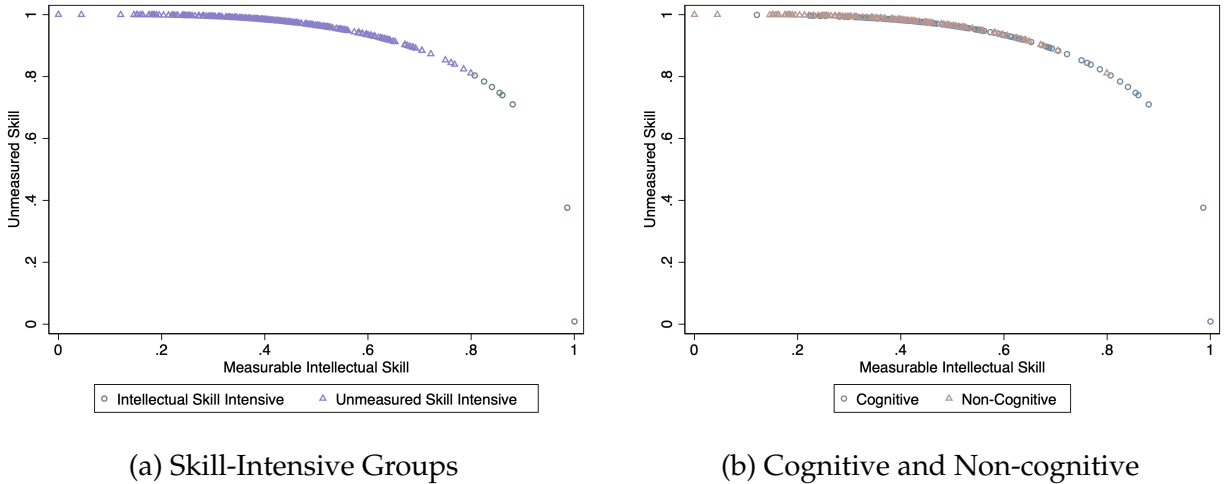 Unmeasured Skill
1
.8
.6
.4
.2
0
0 .2 .4 .6 .8 1
Measurable Intellectual Skill
Intellectual Skill Intensive Unmeasured Skill Intensive
(a) Skill-Intensive Groups
Unmeasured Skill
1
.8
.6
.4
.2
0
0 .2 .4 .6 .8 1
Measurable Intellectual Skill
Cognitive Non-Cognitive
(b) Cognitive and Non-cognitive